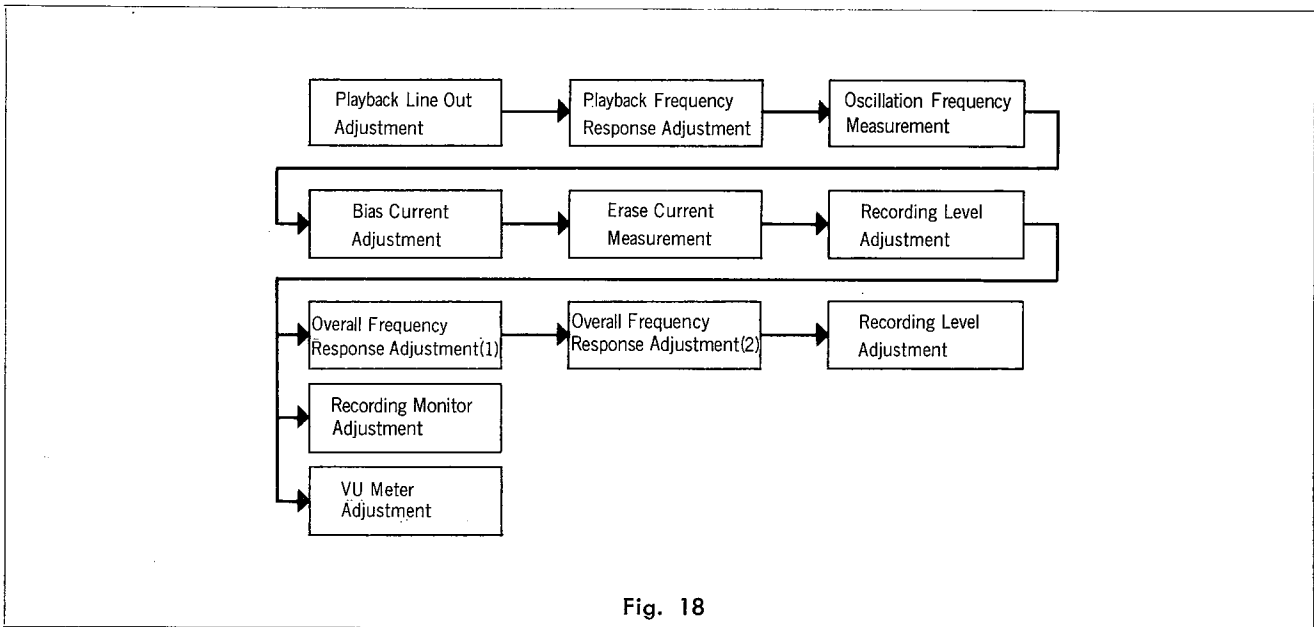 Playback Line Out
Adjustment
Playback Frequency
Response Adjustment
Oscillation Frequency
Measurement
Bias Current
Adjustment
Erase Current
Measurement
Recording Level
Adjustment
Overall Frequency
Response Adjustment(1)
Overall Frequency
Response Adjustment(2)
Recording Level
Adjustment
Recording Monitor
Adjustment
VU Meter
Adjustment
Fig. 18